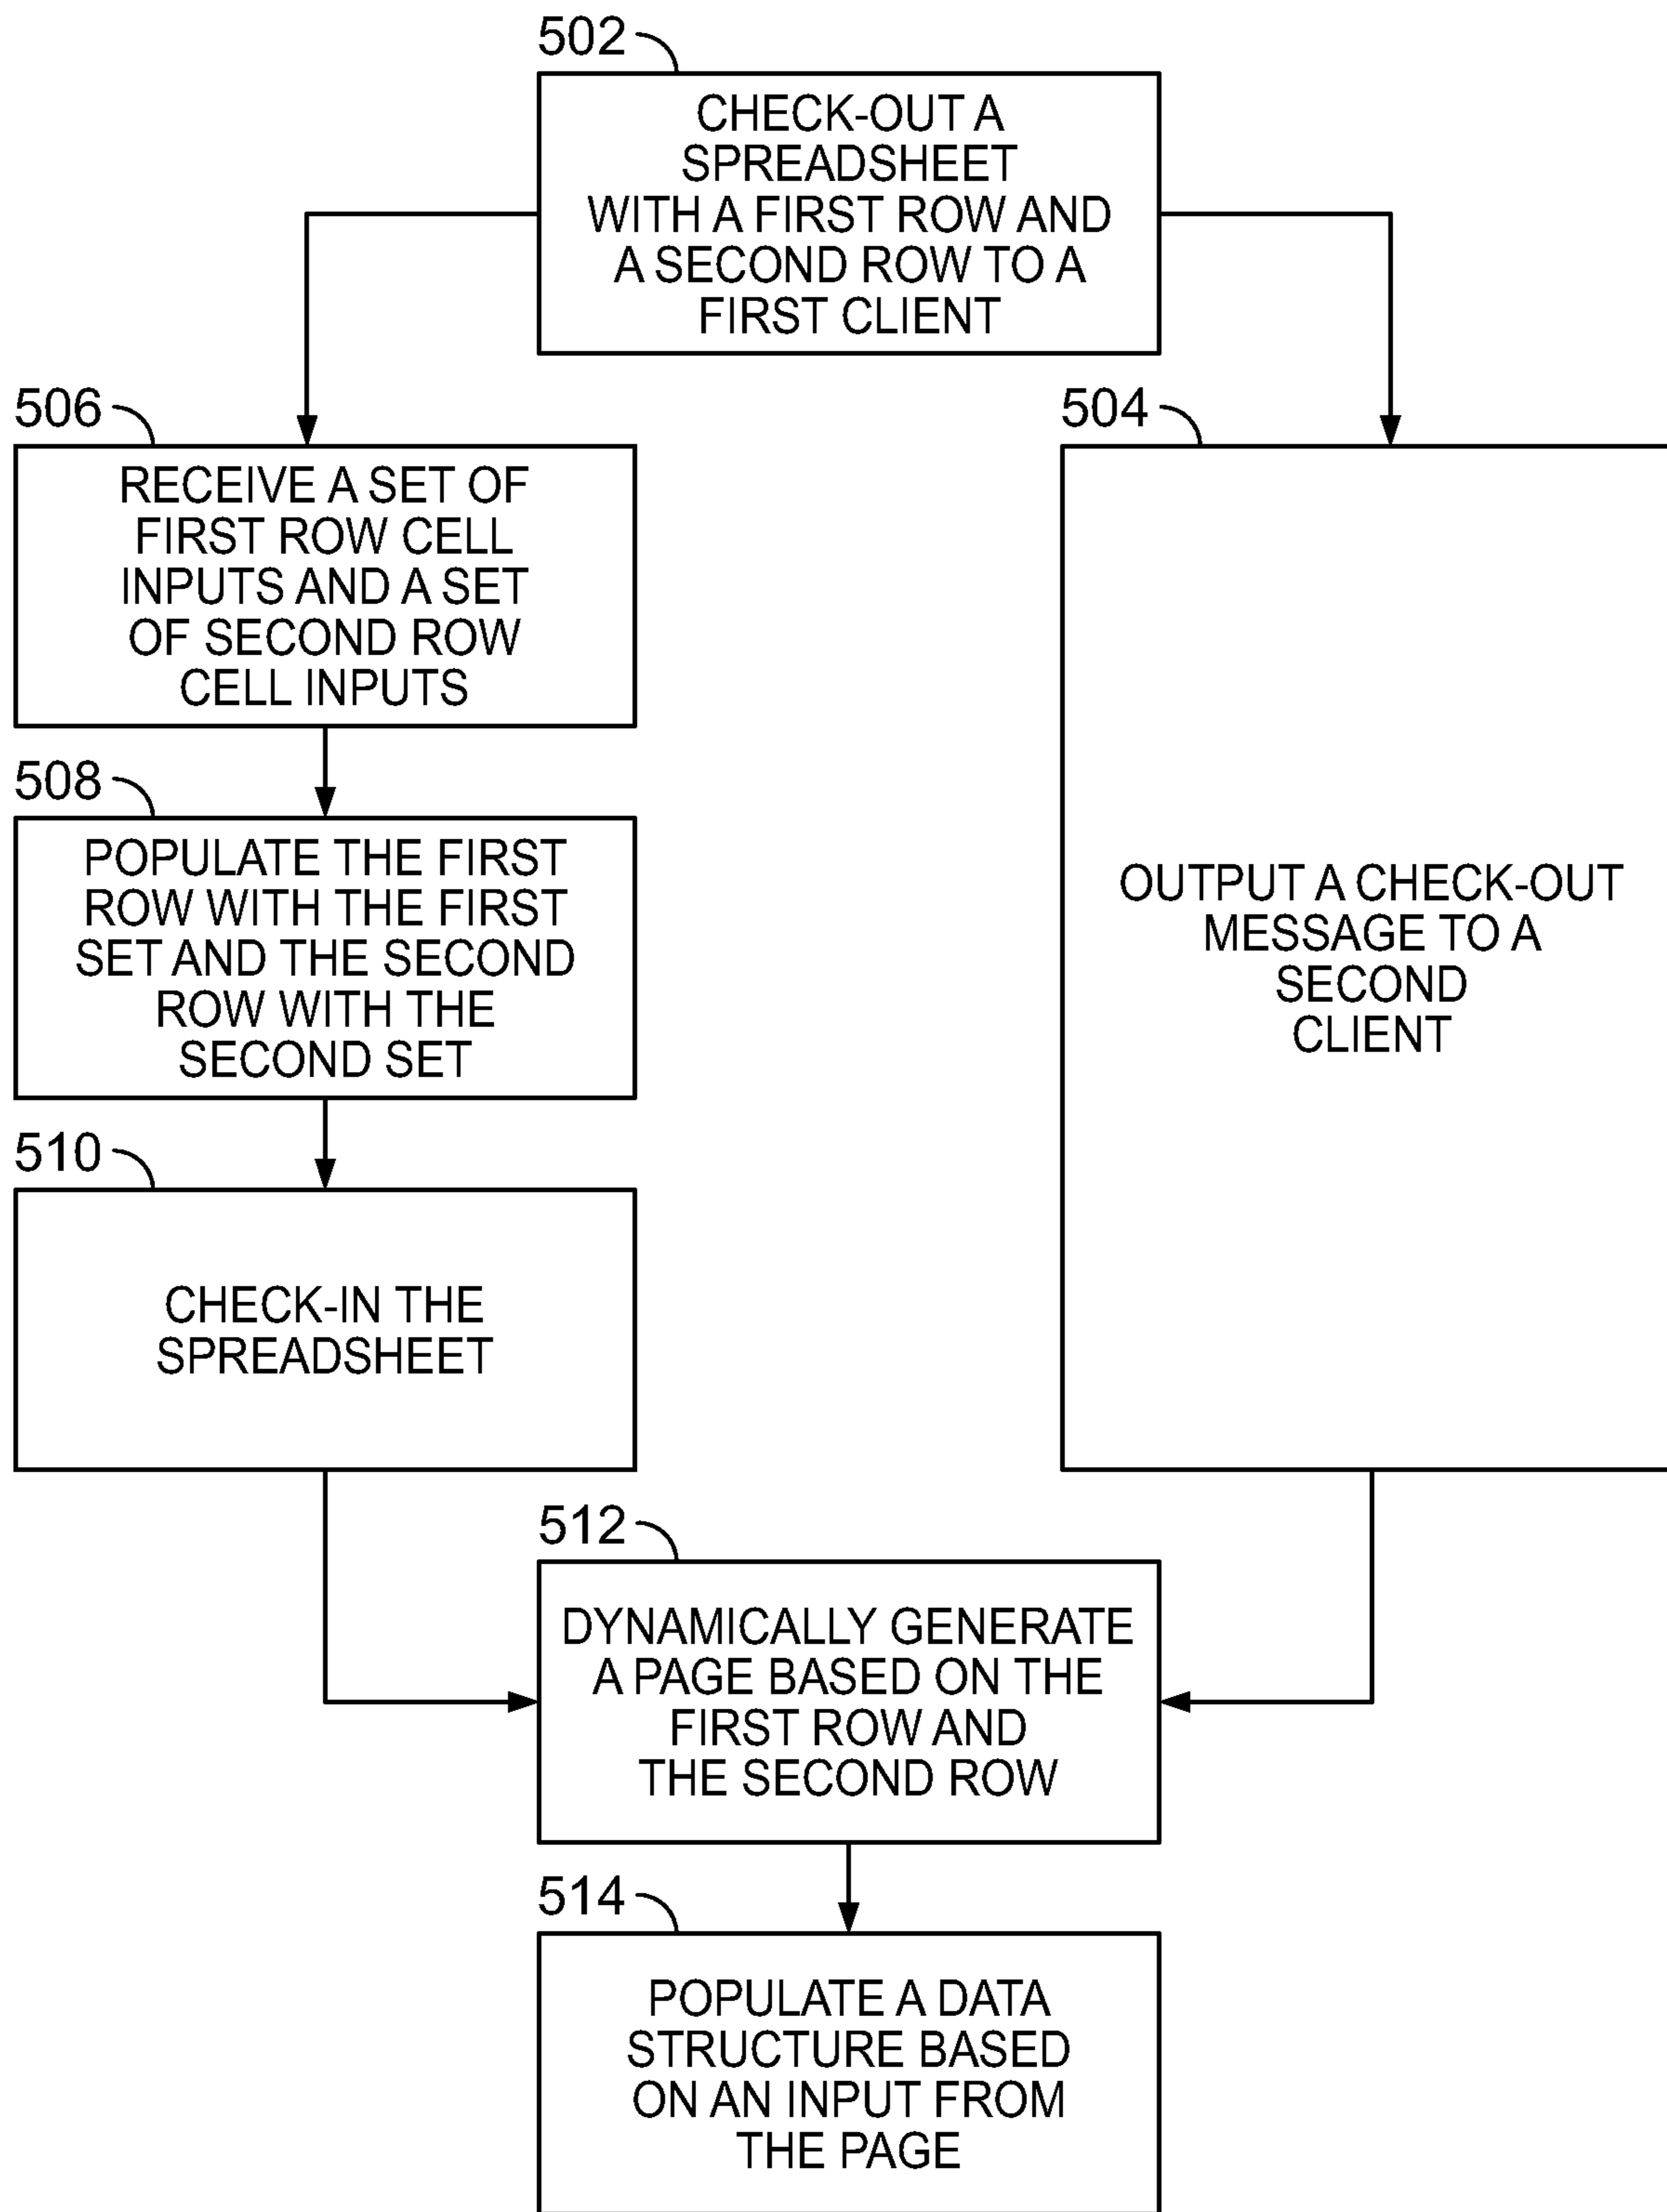 502
CHECK-OUT A
SPREADSHEET
WITH A FIRST ROW AND
A SECOND ROW TO A
FIRST CLIENT
506
RECEIVE A SET OF
FIRST ROW CELL
INPUTS AND A SET
OF SECOND ROW
CELL INPUTS
504
OUTPUT A CHECK-OUT
MESSAGE TO A
SECOND
CLIENT
508
POPULATE THE FIRST
ROW WITH THE FIRST
SET AND THE SECOND
ROW WITH THE
SECOND SET
510
CHECK-IN THE
SPREADSHEET
512
DYNAMICALLY GENERATE
A PAGE BASED ON THE
FIRST ROW AND
THE SECOND ROW
514
POPULATE A DATA
STRUCTURE BASED
ON AN INPUT FROM
THE PAGE